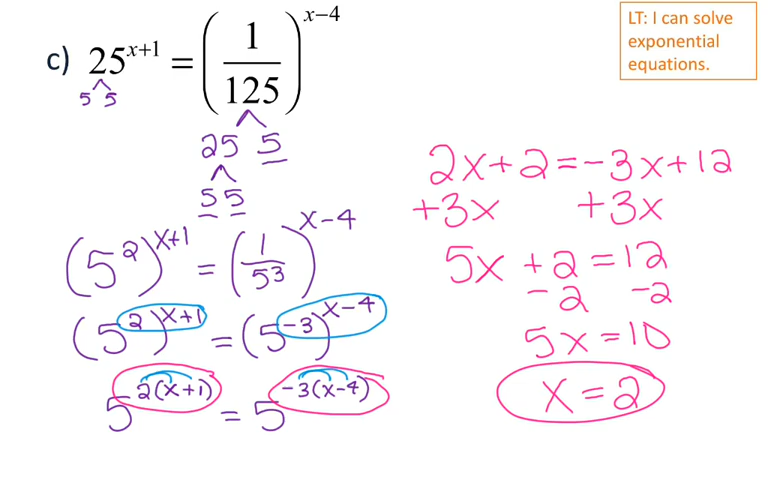 LT: I can solve
exponential
equations.
c) 25^(x+1) = (1/125)^(x−4)
5 5
25 5
5 5
(5^2)^(x+1) = (1/5^3)^(x-4)
(5^2)^(x+1) = (5^-3)^(x-4)
5^2(x+1) = 5^-3(x-4)
2x+2=-3x+12
+3x +3x
5x +2=12
-2 -2
5x=10
x=2